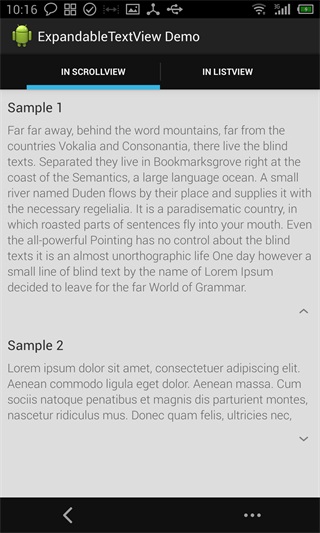 10:16
3G
ExpandableTextView Demo
IN SCROLLVIEW
IN LISTVIEW
Sample 1
Far far away, behind the word mountains, far from the
countries Vokalia and Consonantia, there live the blind
texts. Separated they live in Bookmarksgrove right at the
coast of the Semantics, a large language ocean. A small
river named Duden flows by their place and supplies it with
the necessary regelialia. It is a paradisematic country, in
which roasted parts of sentences fly into your mouth. Even
the all-powerful Pointing has no control about the blind
texts it is an almost unorthographic life One day however a
small line of blind text by the name of Lorem Ipsum
decided to leave for the far World of Grammar.
Sample 2
Lorem ipsum dolor sit amet, consectetuer adipiscing elit.
Aenean commodo ligula eget dolor. Aenean massa. Cum
sociis natoque penatibus et magnis dis parturient montes,
nascetur ridiculus mus. Donec quam felis, ultricies nec,